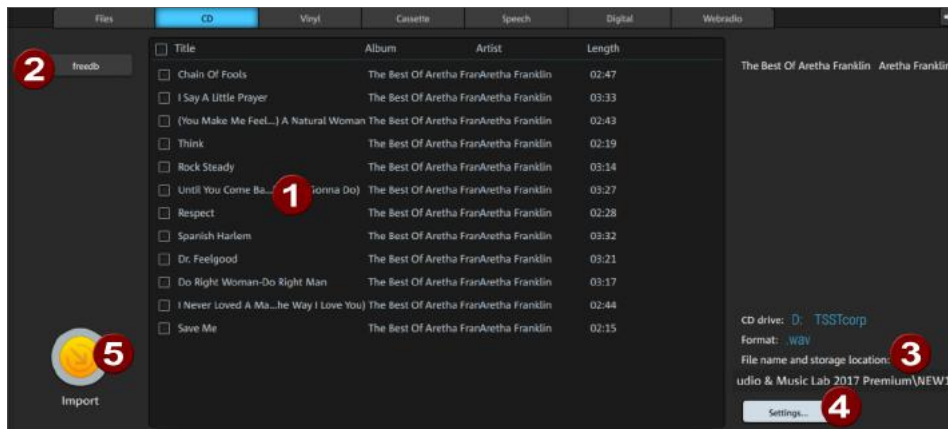 Files CD Vinyl Cassette Speech Digital Webradio
2 freedb
Title Album Artist Length
Chain Of Fools The Best Of Aretha FranAretha Franklin 02:47
I Say A Little Prayer The Best Of Aretha FranAretha Franklin 03:33
(You Make Me Feel...) A Natural Woman The Best Of Aretha FranAretha Franklin 02:43
Think The Best Of Aretha FranAretha Franklin 02:19
Rock Steady The Best Of Aretha FranAretha Franklin 03:14
Until You Come Ba... 1 Gonna Do) The Best Of Aretha FranAretha Franklin 03:27
Respect The Best Of Aretha FranAretha Franklin 02:28
Spanish Harlem The Best Of Aretha FranAretha Franklin 03:32
Dr. Feelgood The Best Of Aretha FranAretha Franklin 03:21
Do Right Woman-Do Right Man The Best Of Aretha FranAretha Franklin 03:17
I Never Loved A Ma...he Way I Love You) The Best Of Aretha FranAretha Franklin 02:44
Save Me The Best Of Aretha FranAretha Franklin 02:15
The Best Of Aretha Franklin Aretha Franklin
CD drive: D: TSSTcorp
Format: .wav
File name and storage location: 3
udio & Music Lab 2017 Premium\NEW1
Settings... 4
5
Import